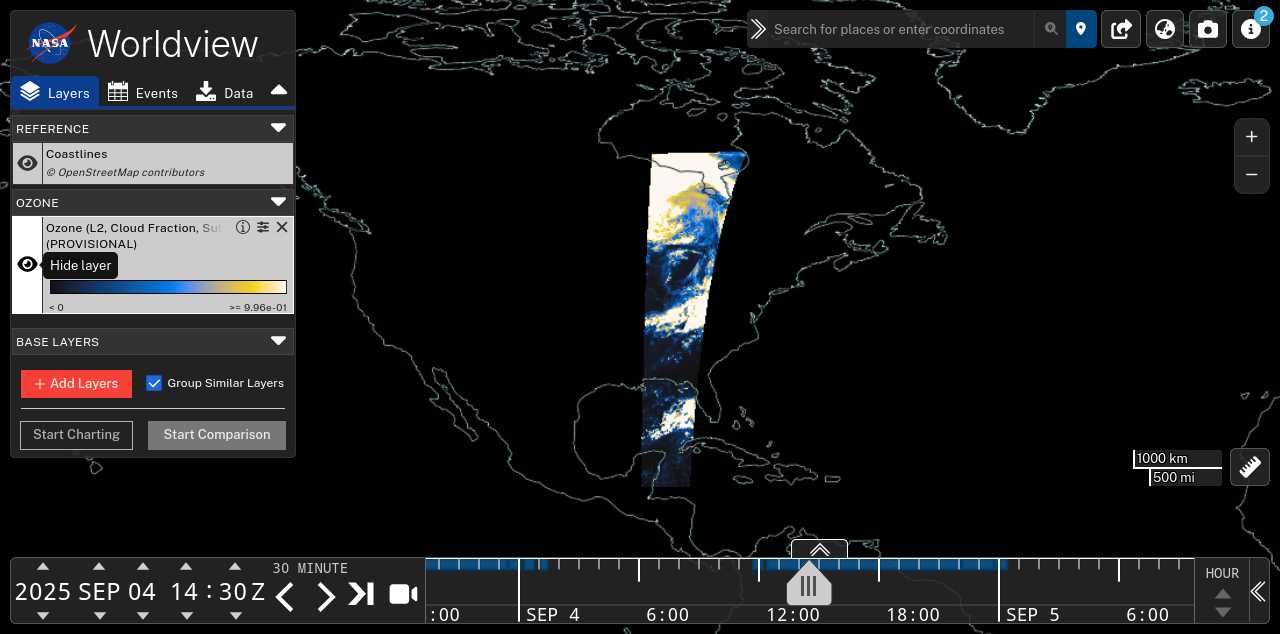 NASA Worldview
Search for places or enter coordinates
2
Layers
Events
Data
REFERENCE
Coastlines
© OpenStreetMap contributors
OZONE
Ozone (L2, Cloud Fraction, Su
(PROVISIONAL)
Hide layer
< 0
>= 9.96e-01
BASE LAYERS
+ Add Layers
Group Similar Layers
Start Charting
Start Comparison
1000 km
500 mi
2025 SEP 04 14 : 30 Z
30 MINUTE
:00
SEP 4
6:00
12:00
18:00
SEP 5
6:00
HOUR